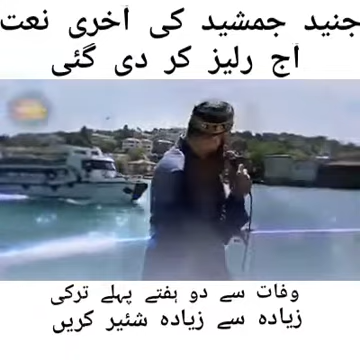 جنید جمشید کی آخری نعت
آج رلیز کر دی گئی
وفات سے دو ہفتے پہلے ترکی
زیادہ سے زیادہ شئیر کریں